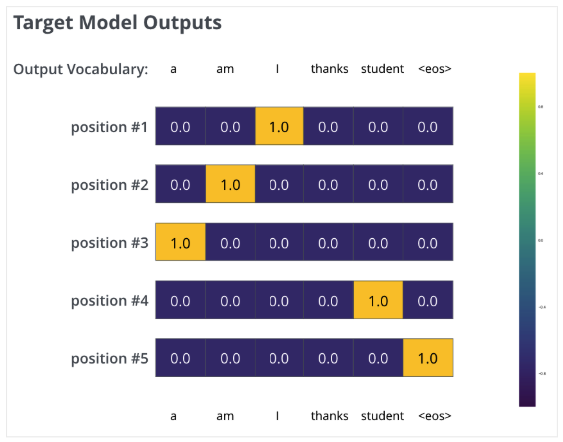 Target Model Outputs
Output Vocabulary: a am I thanks student <eos>
position #1 0.0 0.0 1.0 0.0 0.0 0.0
position #2 0.0 1.0 0.0 0.0 0.0 0.0
position #3 1.0 0.0 0.0 0.0 0.0 0.0
position #4 0.0 0.0 0.0 0.0 1.0 0.0
position #5 0.0 0.0 0.0 0.0 0.0 1.0
a am I thanks student <eos>